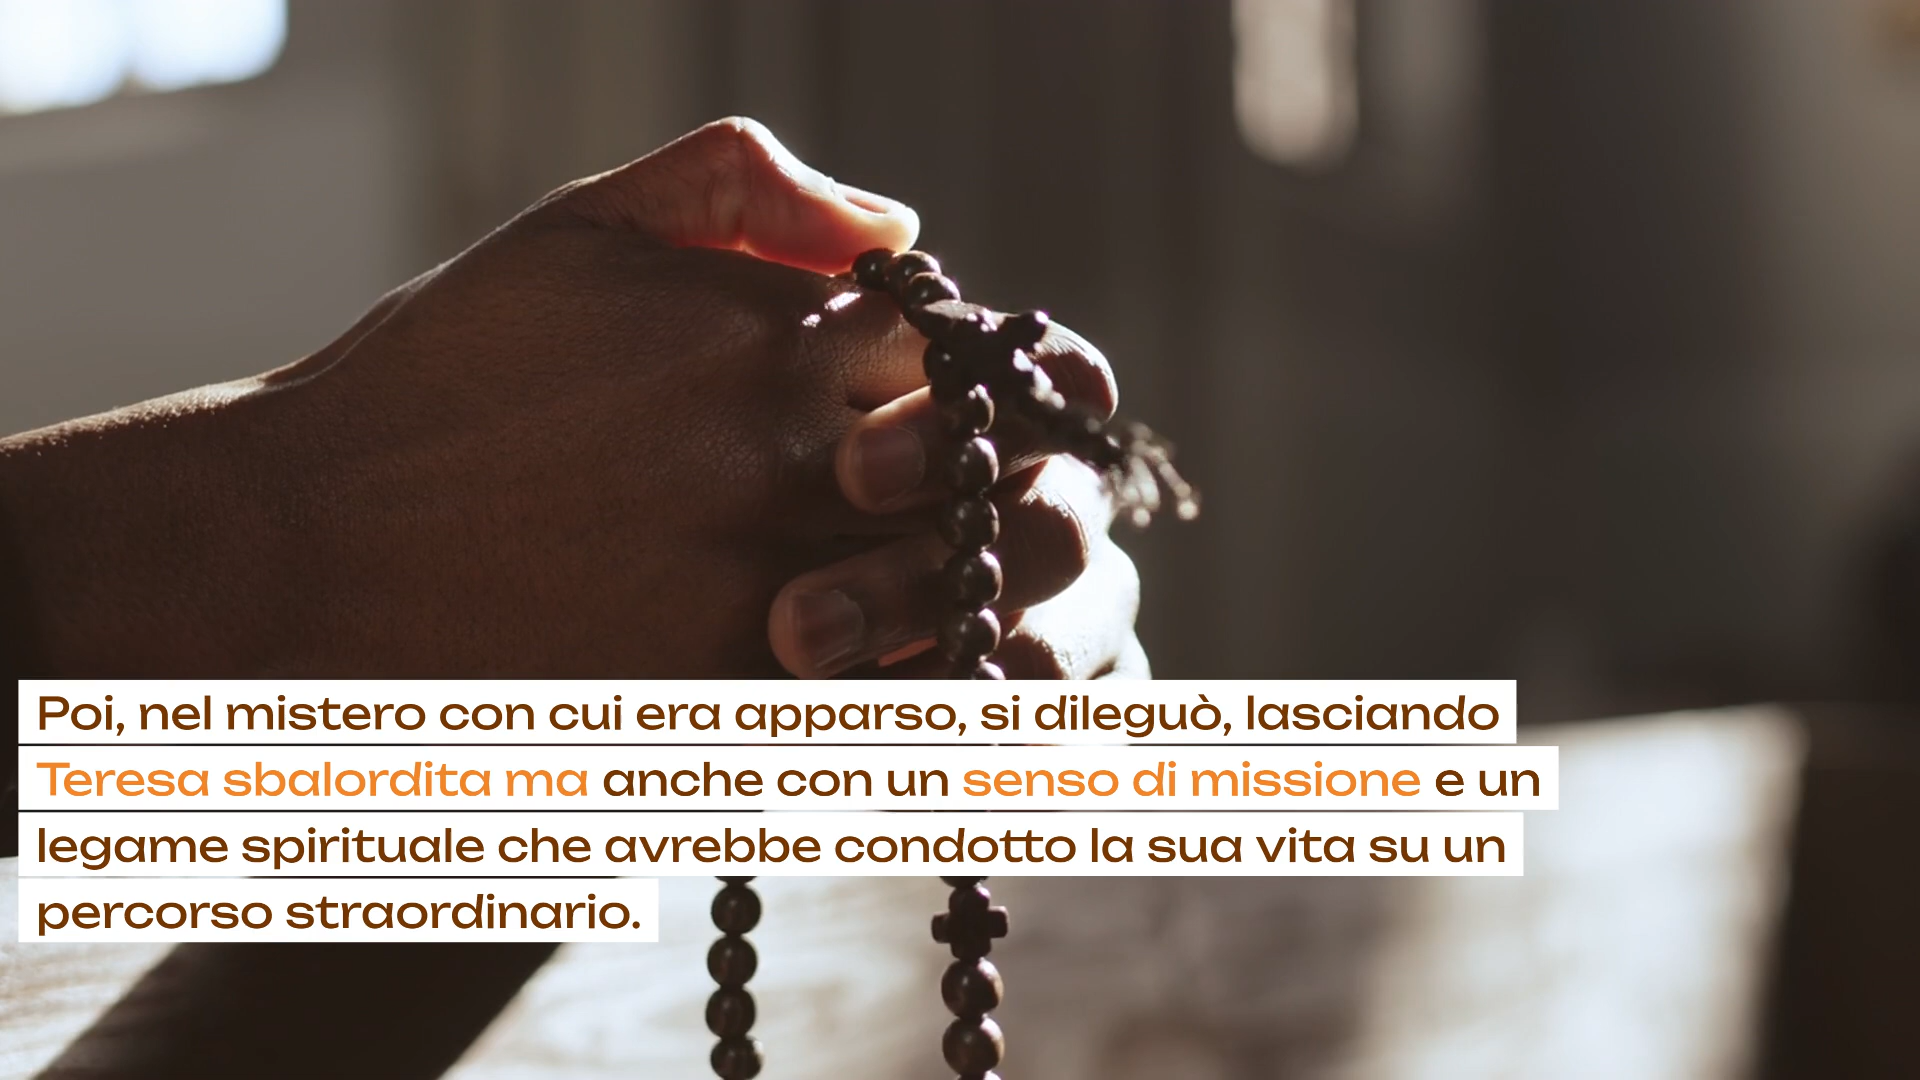 Poi, nel mistero con cui era apparso, si dileguò, lasciando
Teresa sbalordita ma anche con un senso di missione e un
legame spirituale che avrebbe condotto la sua vita su un
percorso straordinario.